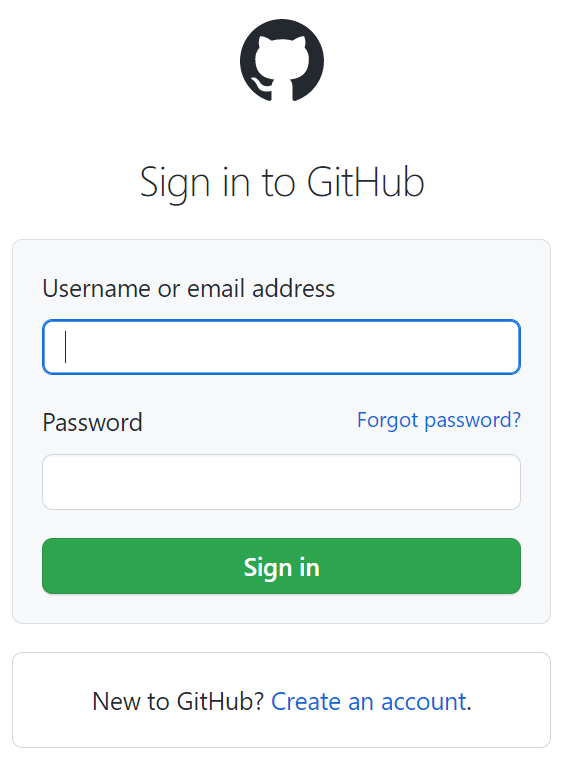 Sign in to GitHub
Username or email address
Password Forgot password?
Sign in
New to GitHub? Create an account.